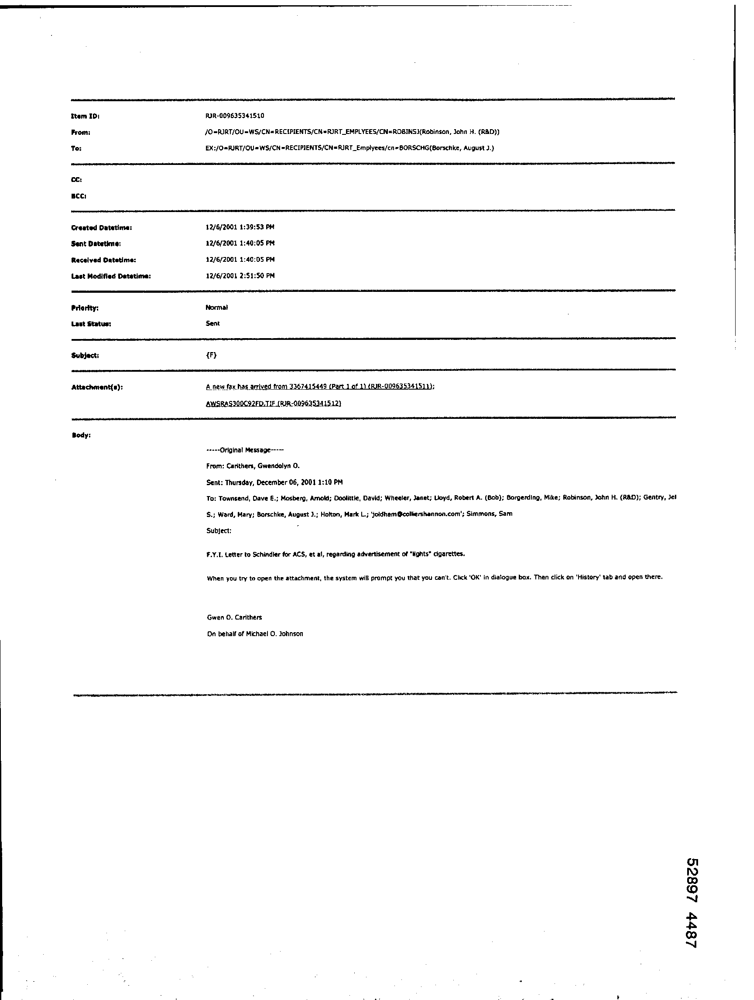 Item ID: RJR-009635341510
From: /O=RJRT/OU=WS/CN=RECIPIENTS/CN=RJRT_EMPLYEES/CN=ROBINSJ(Robinson, John H. (R&D))
To: EX:/O=RJRT/OU=WS/CN=RECIPIENTS/CN=RJRT_Emplyees/cn=BORSCHG(Borschke, August J.)
CC:
BCC:
Created Datetime: 12/6/2001 1:39:53 PM
Sent Datetime: 12/6/2001 1:40:05 PM
Received Datetime: 12/6/2001 1:40:05 PM
Last Modified Datetime: 12/6/2001 2:51:50 PM
Priority: Normal
Last Status: Sent
Subject: {F}
Attachment(s): A new fax has arrived from 3367415449 (Part 1 of 1) (RJR-009635341511);
AWSRAS300C92FD.TIF (RJR-009635341512)
Body:
-----Original Message-----
From: Carithers, Gwendolyn O.
Sent: Thursday, December 06, 2001 1:10 PM
To: Townsend, Dave E.; Mosberg, Arnold; Doolittle, David; Wheeler, Janet; Lloyd, Robert A. (Bob); Borgerding, Mike; Robinson, John H. (R&D); Gentry, Jef
S.; Ward, Mary; Borschke, August J.; Holton, Mark L.; 'joldham@colliershannon.com'; Simmons, Sam
Subject:
F.Y.I. Letter to Schindler for ACS, et al, regarding advertisement of "lights" cigarettes.
When you try to open the attachment, the system will prompt you that you can't. Click 'OK' in dialogue box. Then click on 'History' tab and open there.
Gwen O. Carithers
On behalf of Michael O. Johnson
52897 4487